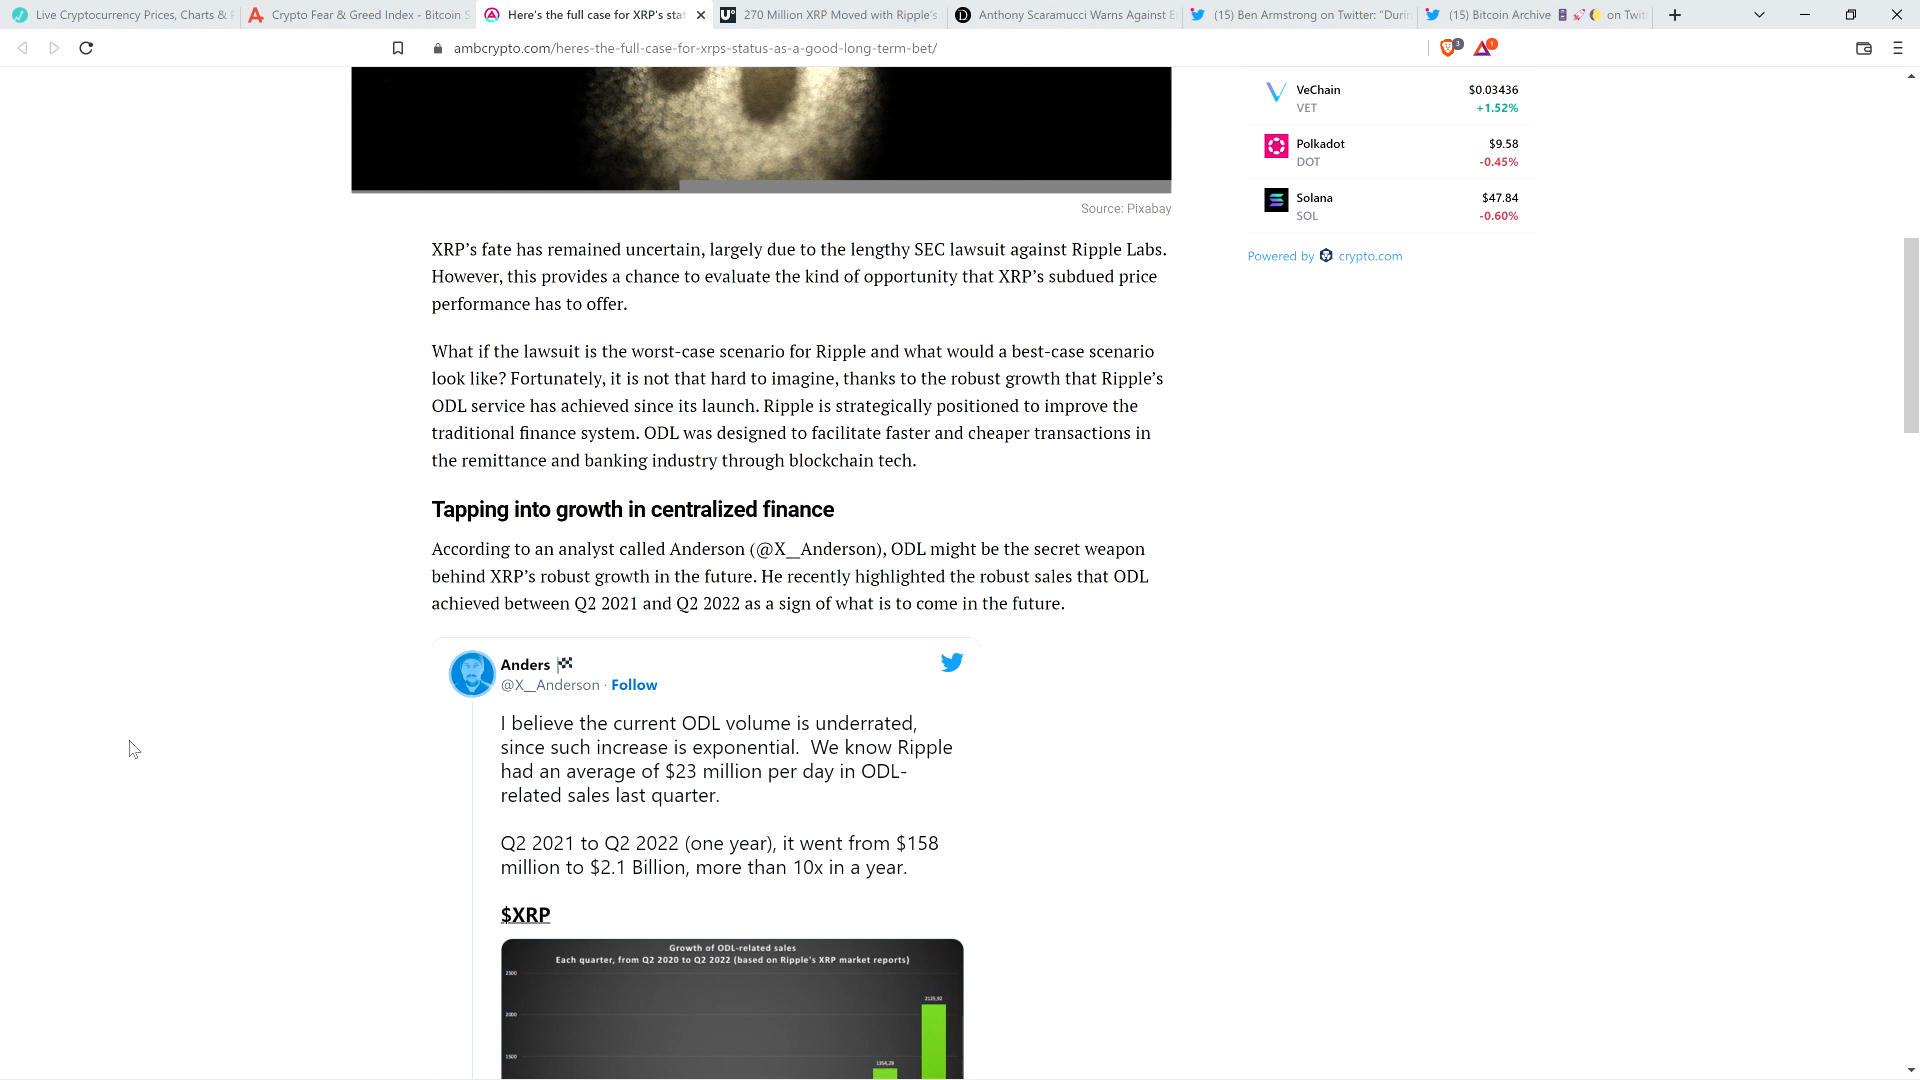 Live Cryptocurrency Prices, Charts &
Crypto Fear & Greed Index - Bitcoin S
Here's the full case for XRP's stat
270 Million XRP Moved with Ripple's
Anthony Scaramucci Warns Against E
(15) Ben Armstrong on Twitter: "Durin
(15) Bitcoin Archive 🚀🌔 on Twit
ambcrypto.com/heres-the-full-case-for-xrps-status-as-a-good-long-term-bet/
3
1
VeChain
$0.03436
VET
+1.52%
Polkadot
$9.58
DOT
-0.45%
Solana
$47.84
SOL
-0.60%
Powered by crypto.com
Source: Pixabay
XRP’s fate has remained uncertain, largely due to the lengthy SEC lawsuit against Ripple Labs.
However, this provides a chance to evaluate the kind of opportunity that XRP’s subdued price
performance has to offer.
What if the lawsuit is the worst-case scenario for Ripple and what would a best-case scenario
look like? Fortunately, it is not that hard to imagine, thanks to the robust growth that Ripple’s
ODL service has achieved since its launch. Ripple is strategically positioned to improve the
traditional finance system. ODL was designed to facilitate faster and cheaper transactions in
the remittance and banking industry through blockchain tech.
Tapping into growth in centralized finance
According to an analyst called Anderson (@X__Anderson), ODL might be the secret weapon
behind XRP’s robust growth in the future. He recently highlighted the robust sales that ODL
achieved between Q2 2021 and Q2 2022 as a sign of what is to come in the future.
Anders 🏁
@X__Anderson · Follow
I believe the current ODL volume is underrated,
since such increase is exponential. We know Ripple
had an average of $23 million per day in ODL-
related sales last quarter.
Q2 2021 to Q2 2022 (one year), it went from $158
million to $2.1 Billion, more than 10x in a year.
$XRP
Growth of ODL-related sales
Each quarter, from Q2 2020 to Q2 2022 (based on Ripple's XRP market reports)
2500
2125,92
2000
1500
1354,29